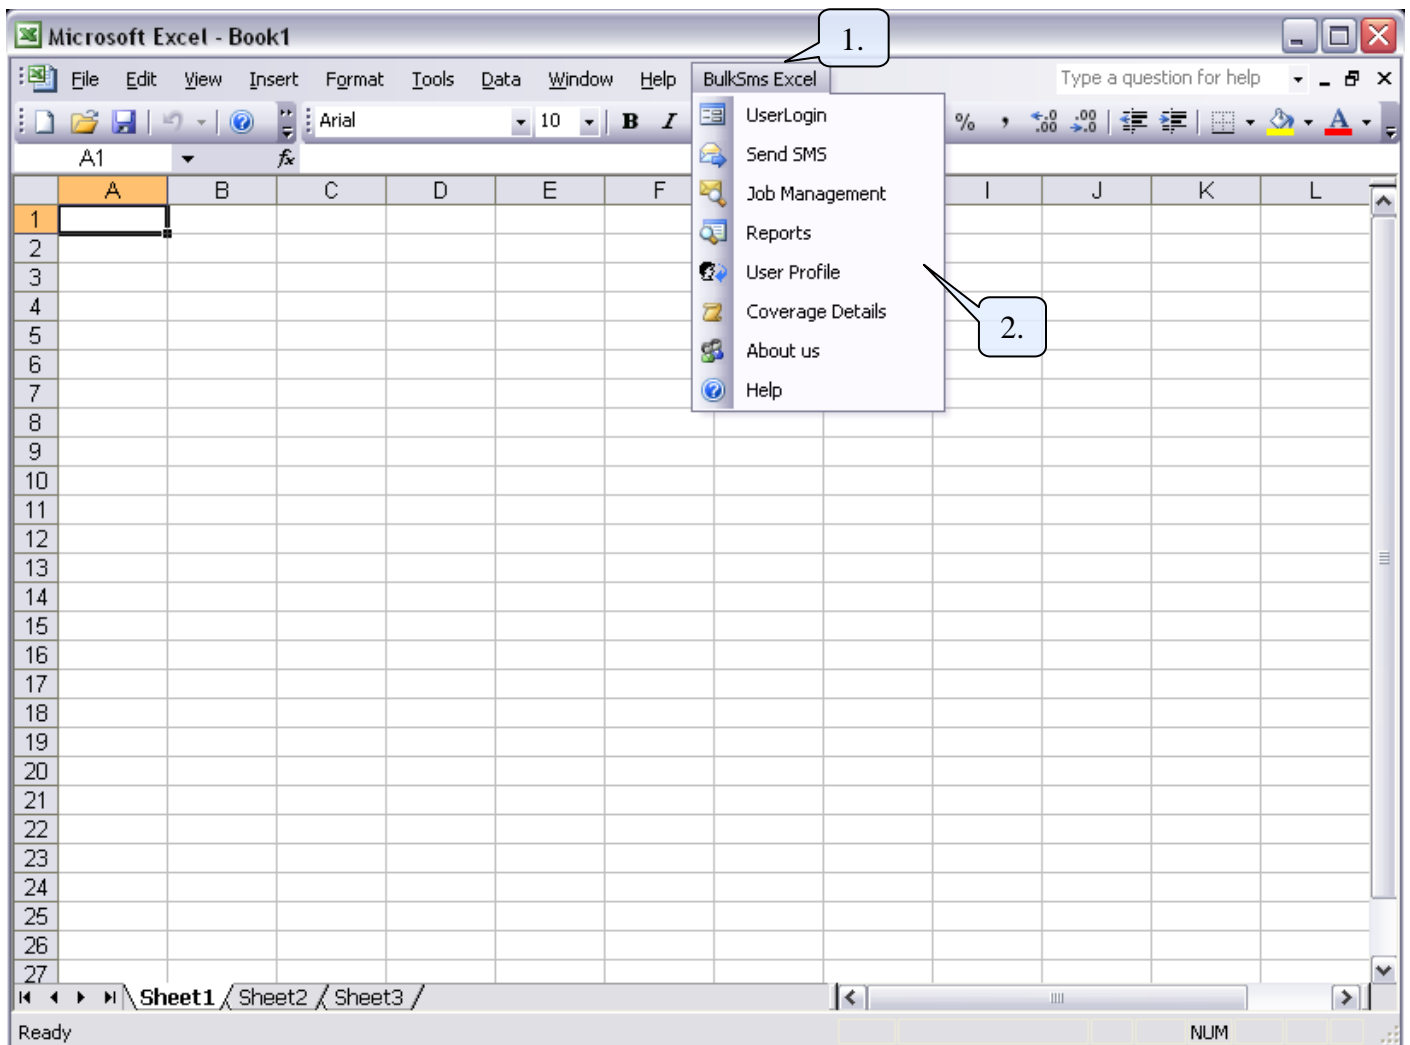 Microsoft Excel - Book1
1.
File Edit View Insert Format Tools Data Window Help BulkSms Excel Type a question for help
Arial 10 B I % , .00 .00 A
A1 fx
UserLogin
Send SMS
Job Management
Reports
User Profile
Coverage Details
About us
Help
2.
A B C D E F I J K L
1
2
3
4
5
6
7
8
9
10
11
12
13
14
15
16
17
18
19
20
21
22
23
24
25
26
27
Sheet1 Sheet2 Sheet3
Ready NUM